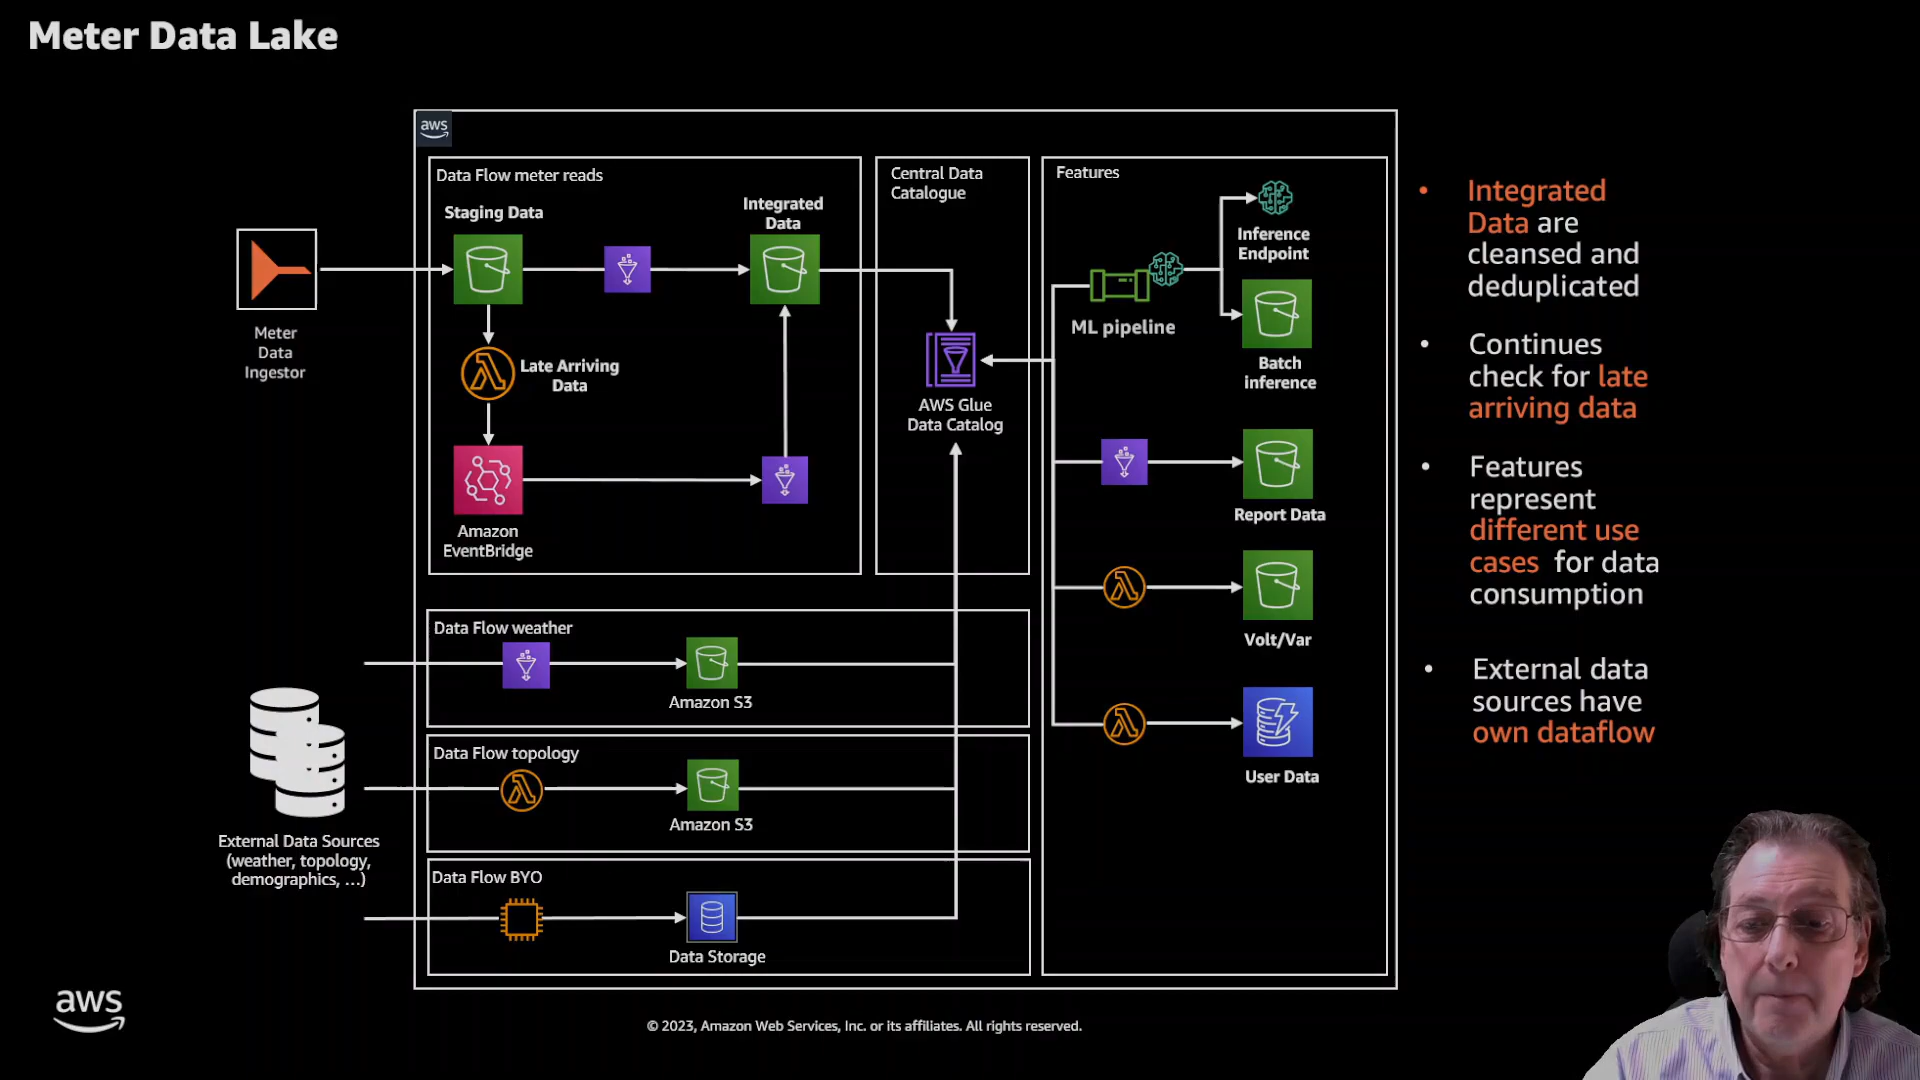 Meter Data Lake
aws
Data Flow meter reads
Staging Data
Integrated
Data
Meter
Data
Ingestor
Late Arriving
Data
Amazon
EventBridge
Central Data
Catalogue
AWS Glue
Data Catalog
Features
ML pipeline
Inference
Endpoint
Batch
inference
Report Data
Volt/Var
User Data
Data Flow weather
Amazon S3
Data Flow topology
Amazon S3
Data Flow BYO
Data Storage
External Data Sources
(weather, topology,
demographics, ...)
• Integrated
Data are
cleansed and
deduplicated
• Continues
check for late
arriving data
• Features
represent
different use
cases for data
consumption
• External data
sources have
own dataflow
aws
© 2023, Amazon Web Services, Inc. or its affiliates. All rights reserved.